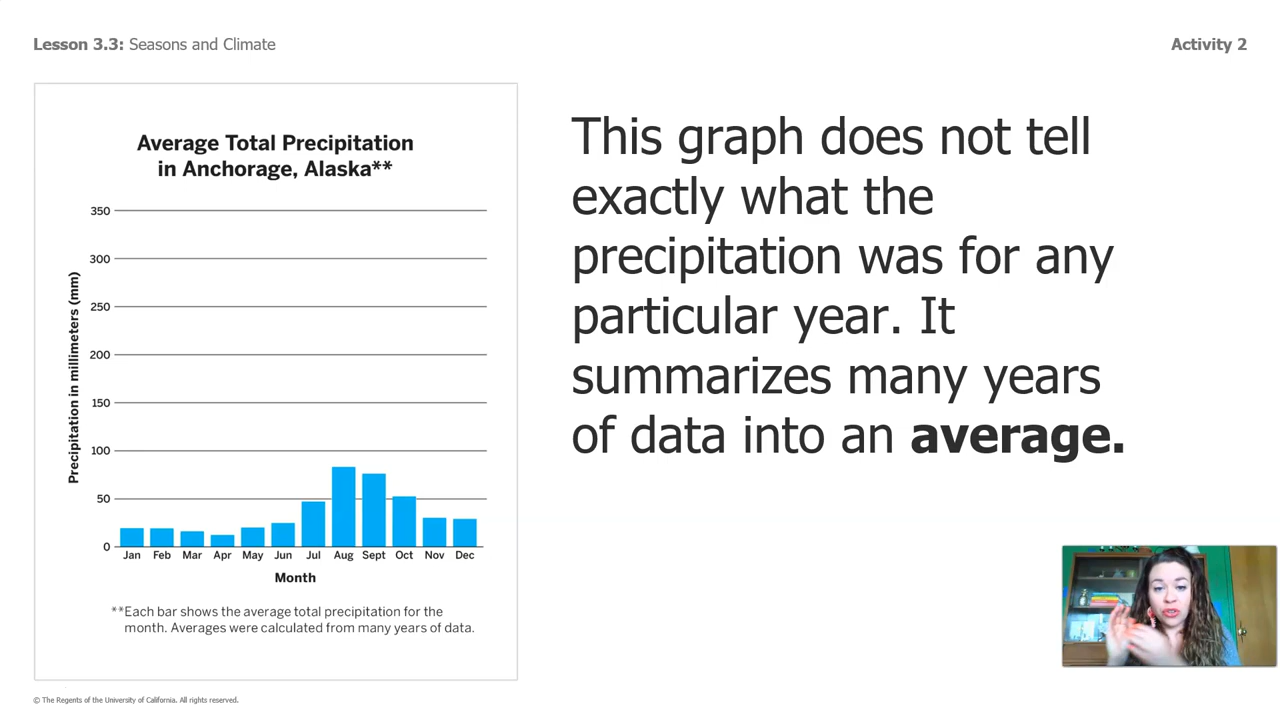 Lesson 3.3: Seasons and Climate
Activity 2
Average Total Precipitation
in Anchorage, Alaska**
Precipitation in millimeters (mm)
350
300
250
200
150
100
50
0
Jan Feb Mar Apr May Jun Jul Aug Sept Oct Nov Dec
Month
**Each bar shows the average total precipitation for the
month. Averages were calculated from many years of data.
This graph does not tell
exactly what the
precipitation was for any
particular year. It
summarizes many years
of data into an average.
© The Regents of the University of California. All rights reserved.